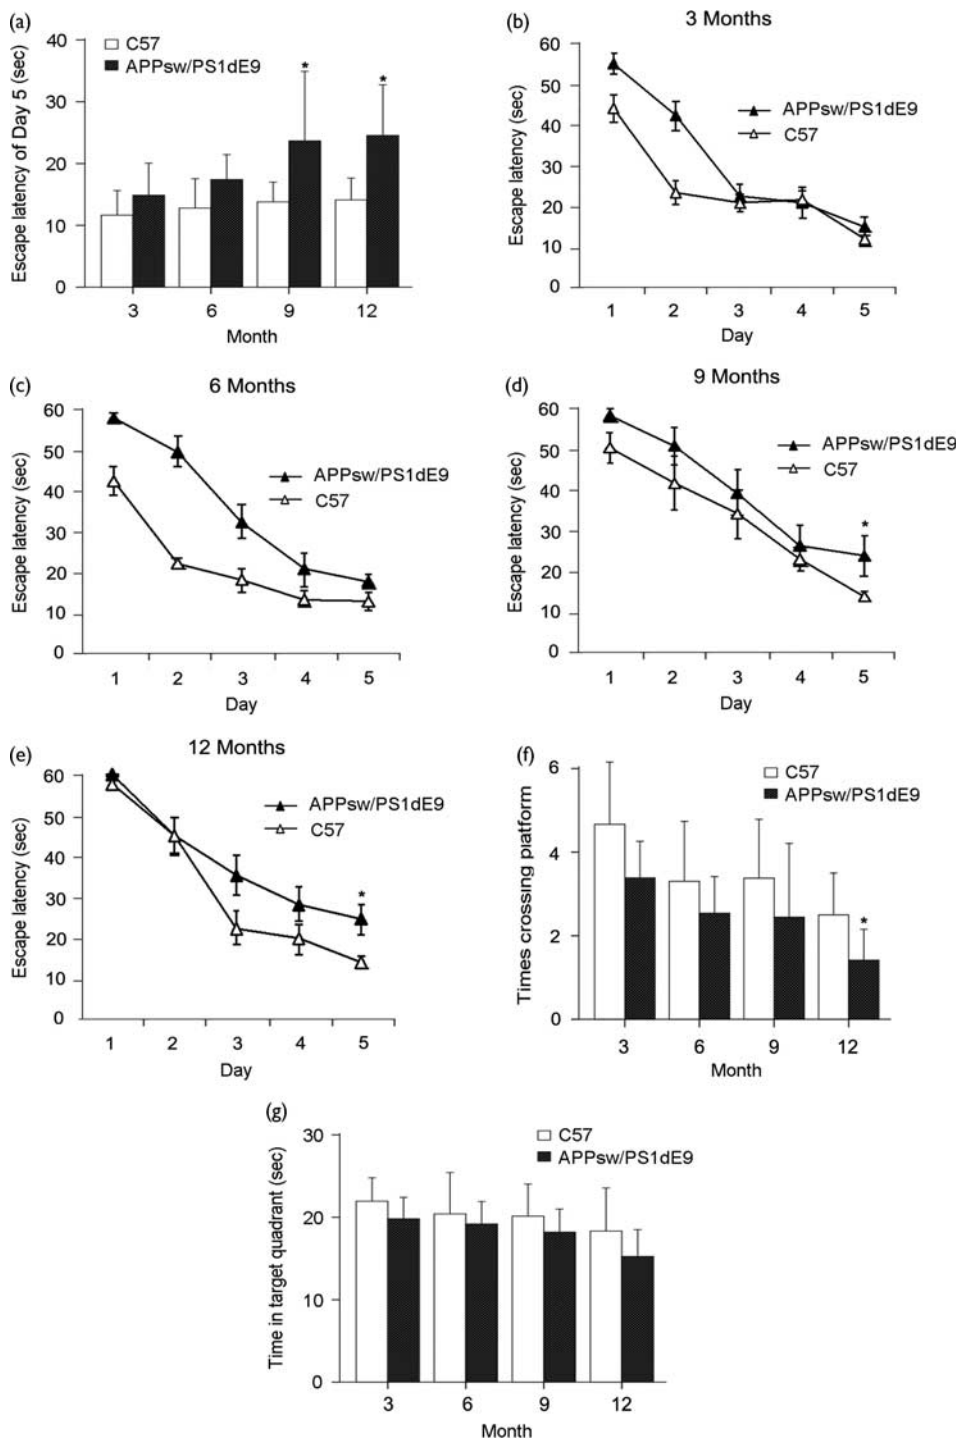 (a)
C57
APPsw/PS1dE9
Escape latency of Day 5 (sec)
40
30
20
10
0
* *
3 6 9 12
Month
(b)
3 Months
APPsw/PS1dE9
C57
Escape latency (sec)
60
50
40
30
20
10
0
1 2 3 4 5
Day
(c)
6 Months
APPsw/PS1dE9
C57
Escape latency (sec)
60
50
40
30
20
10
0
1 2 3 4 5
Day
(d)
9 Months
APPsw/PS1dE9
C57
Escape latency (sec)
60
50
40
30
20
10
0
*
1 2 3 4 5
Day
(e)
12 Months
APPsw/PS1dE9
C57
Escape latency (sec)
60
50
40
30
20
10
0
*
1 2 3 4 5
Day
(f)
C57
APPsw/PS1dE9
Times crossing platform
6
4
2
0
*
3 6 9 12
Month
(g)
C57
APPsw/PS1dE9
Time in target quadrant (sec)
30
20
10
0
3 6 9 12
Month